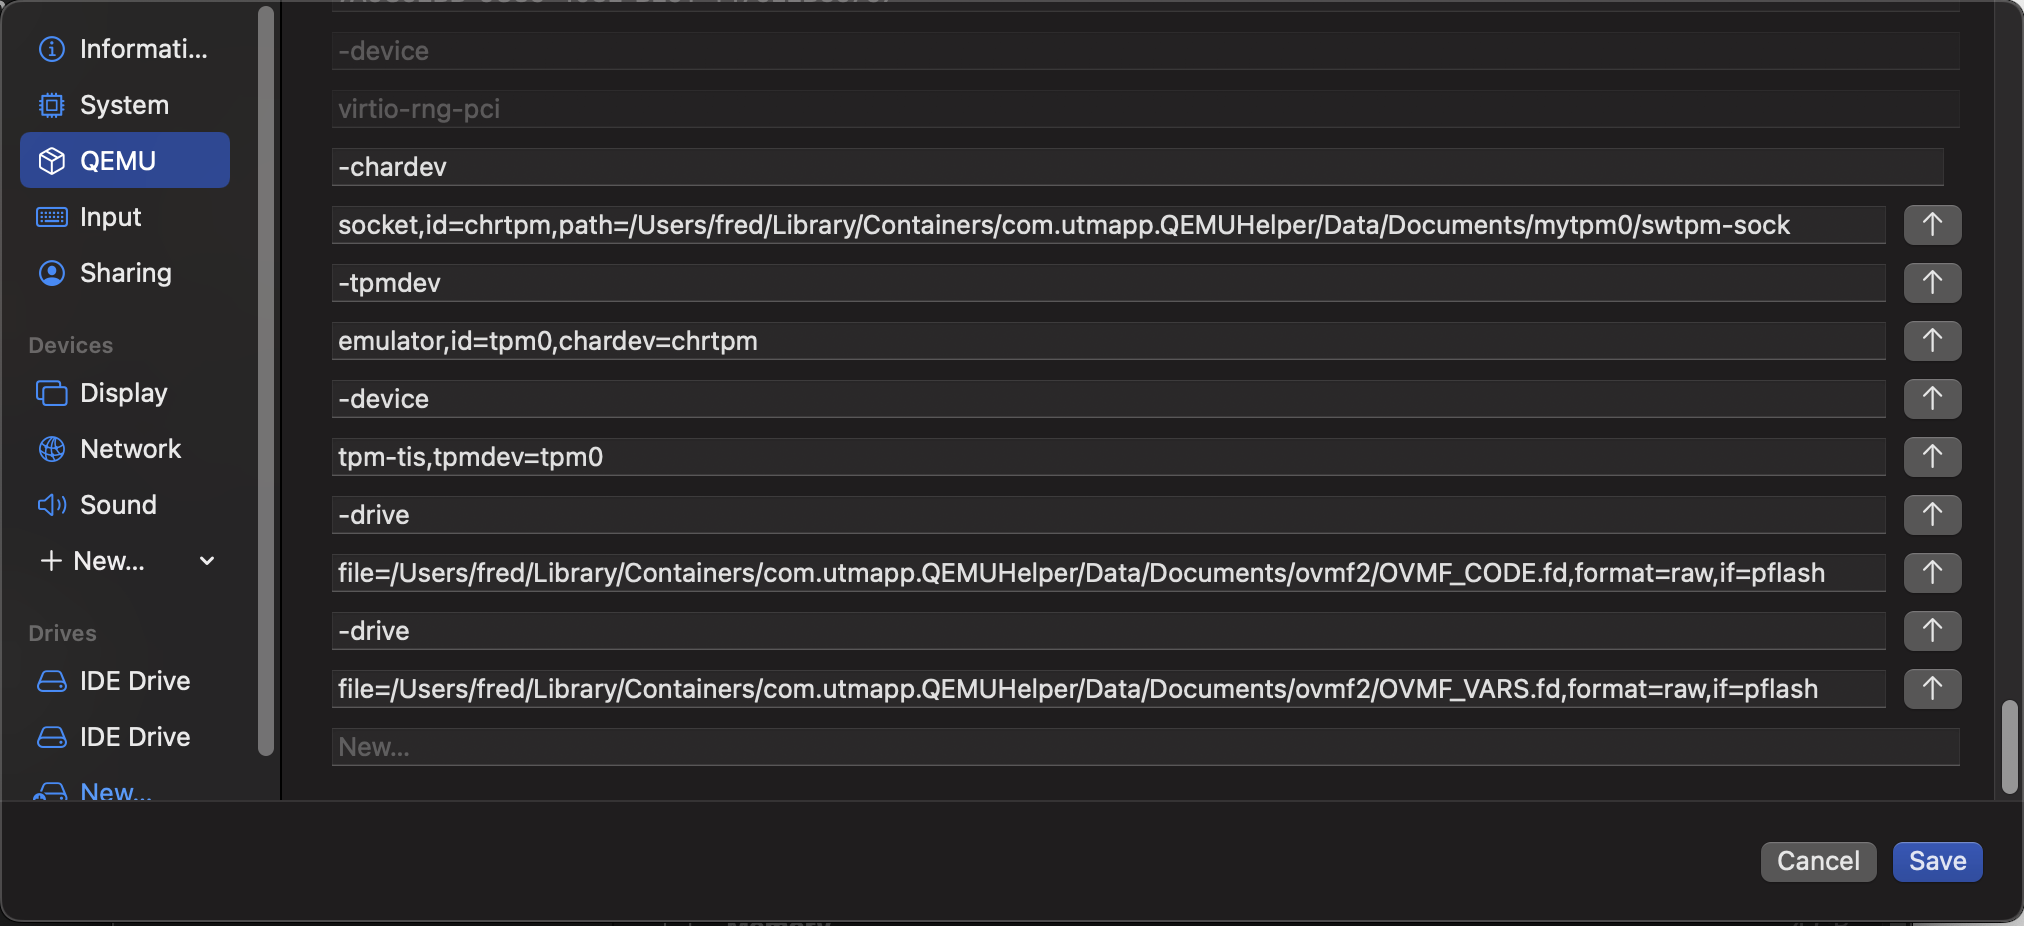 Informati...
System
QEMU
Input
Sharing
Devices
Display
Network
Sound
New...
Drives
IDE Drive
IDE Drive
New...
-device
virtio-rng-pci
-chardev
socket,id=chrtpm,path=/Users/fred/Library/Containers/com.utmapp.QEMUHelper/Data/Documents/mytpm0/swtpm-sock
-tpmdev
emulator,id=tpm0,chardev=chrtpm
-device
tpm-tis,tpmdev=tpm0
-drive
file=/Users/fred/Library/Containers/com.utmapp.QEMUHelper/Data/Documents/ovmf2/OVMF_CODE.fd,format=raw,if=pflash
-drive
file=/Users/fred/Library/Containers/com.utmapp.QEMUHelper/Data/Documents/ovmf2/OVMF_VARS.fd,format=raw,if=pflash
New...
Cancel
Save